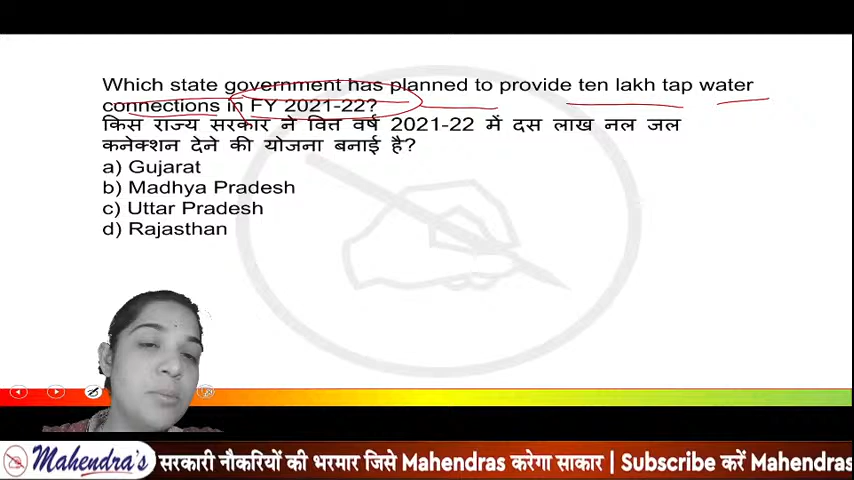 Which state government has planned to provide ten lakh tap water
connections in FY 2021-22?
किस राज्य सरकार ने वित्त वर्ष 2021-22 में दस लाख नल जल
कनेक्शन देने की योजना बनाई है?
a) Gujarat
b) Madhya Pradesh
c) Uttar Pradesh
d) Rajasthan
Mahendra's सरकारी नौकरियों की भरमार जिसे Mahendras करेगा साकार | Subscribe करें Mahendras